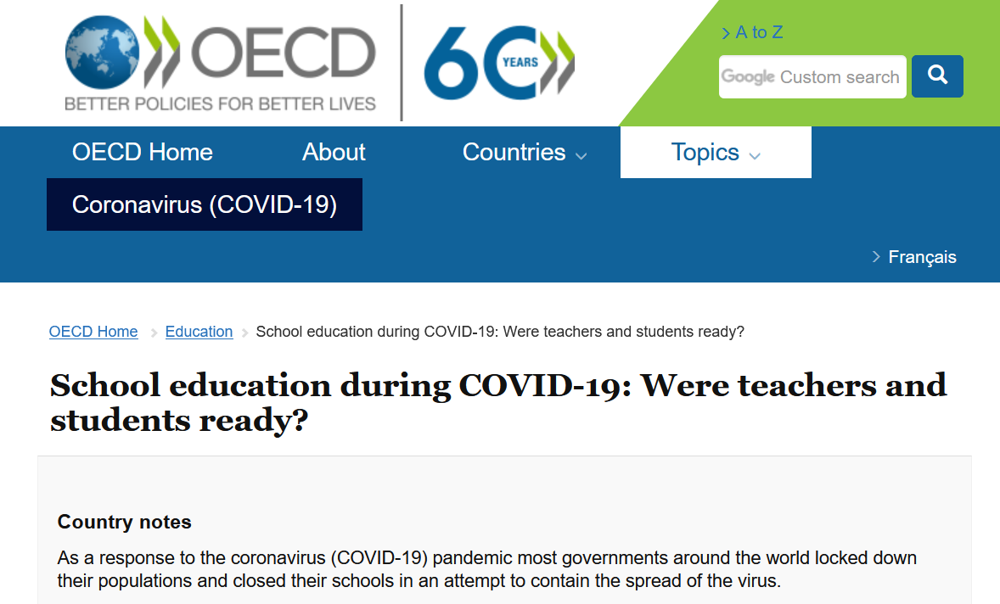 OECD
BETTER POLICIES FOR BETTER LIVES
60
YEARS
A to Z
Google Custom search
OECD Home About Countries Topics
Coronavirus (COVID-19)
Français
OECD Home Education School education during COVID-19: Were teachers and students ready?
School education during COVID-19: Were teachers and
students ready?
Country notes
As a response to the coronavirus (COVID-19) pandemic most governments around the world locked down
their populations and closed their schools in an attempt to contain the spread of the virus.